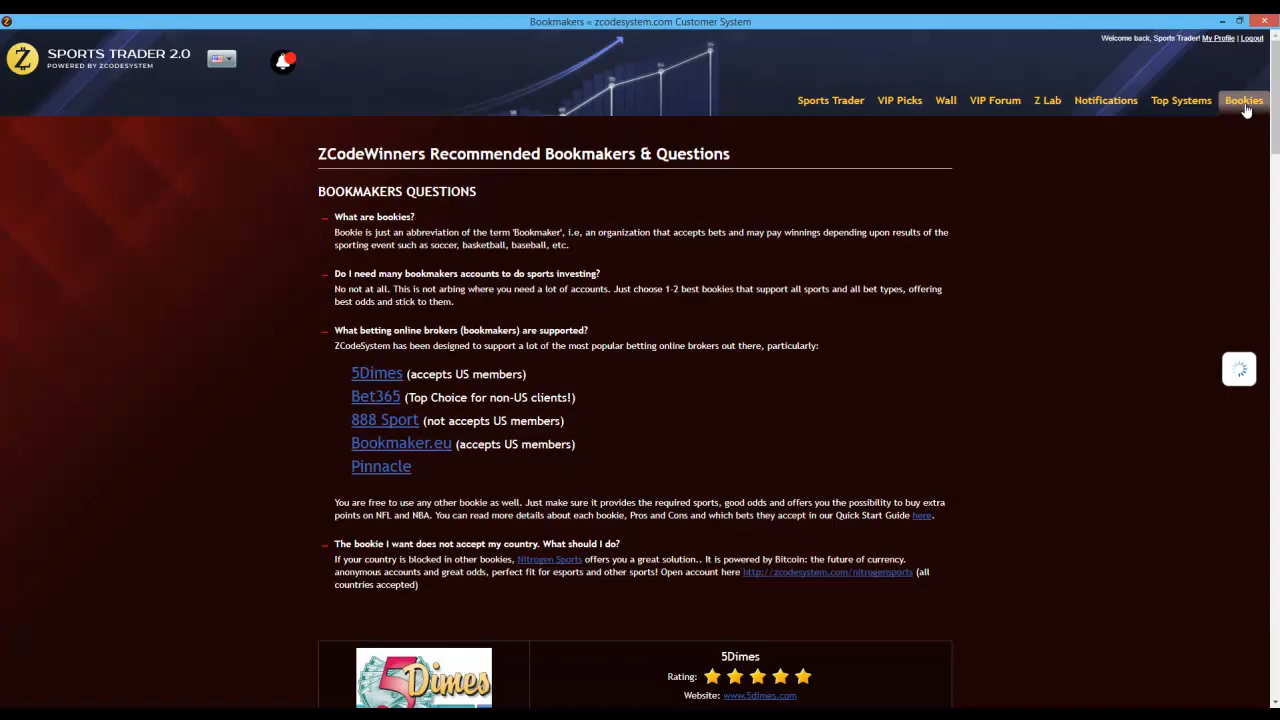 Bookmakers « zcodesystem.com Customer System
Welcome back, Sports Trader! My Profile | Logout
SPORTS TRADER 2.0
POWERED BY ZCODESYSTEM
Sports Trader VIP Picks Wall VIP Forum Z Lab Notifications Top Systems Bookies
ZCodeWinners Recommended Bookmakers & Questions
BOOKMAKERS QUESTIONS
What are bookies?
Bookie is just an abbreviation of the term 'Bookmaker', i.e, an organization that accepts bets and may pay winnings depending upon results of the
sporting event such as soccer, basketball, baseball, etc.
Do I need many bookmakers accounts to do sports investing?
No not at all. This is not arbing where you need a lot of accounts. Just choose 1-2 best bookies that support all sports and all bet types, offering
best odds and stick to them.
What betting online brokers (bookmakers) are supported?
ZCodeSystem has been designed to support a lot of the most popular betting online brokers out there, particularly:
5Dimes (accepts US members)
Bet365 (Top Choice for non-US clients!)
888 Sport (not accepts US members)
Bookmaker.eu (accepts US members)
Pinnacle
You are free to use any other bookie as well. Just make sure it provides the required sports, good odds and offers you the possibility to buy extra
points on NFL and NBA. You can read more details about each bookie, Pros and Cons and which bets they accept in our Quick Start Guide here.
The bookie I want does not accept my country. What should I do?
If your country is blocked in other bookies, Nitrogen Sports offers you a great solution.. It is powered by Bitcoin: the future of currency.
anonymous accounts and great odds, perfect fit for esports and other sports! Open account here http://zcodesystem.com/nitrogensports (all
countries accepted)
5Dimes
5Dimes
Rating:
Website: www.5dimes.com